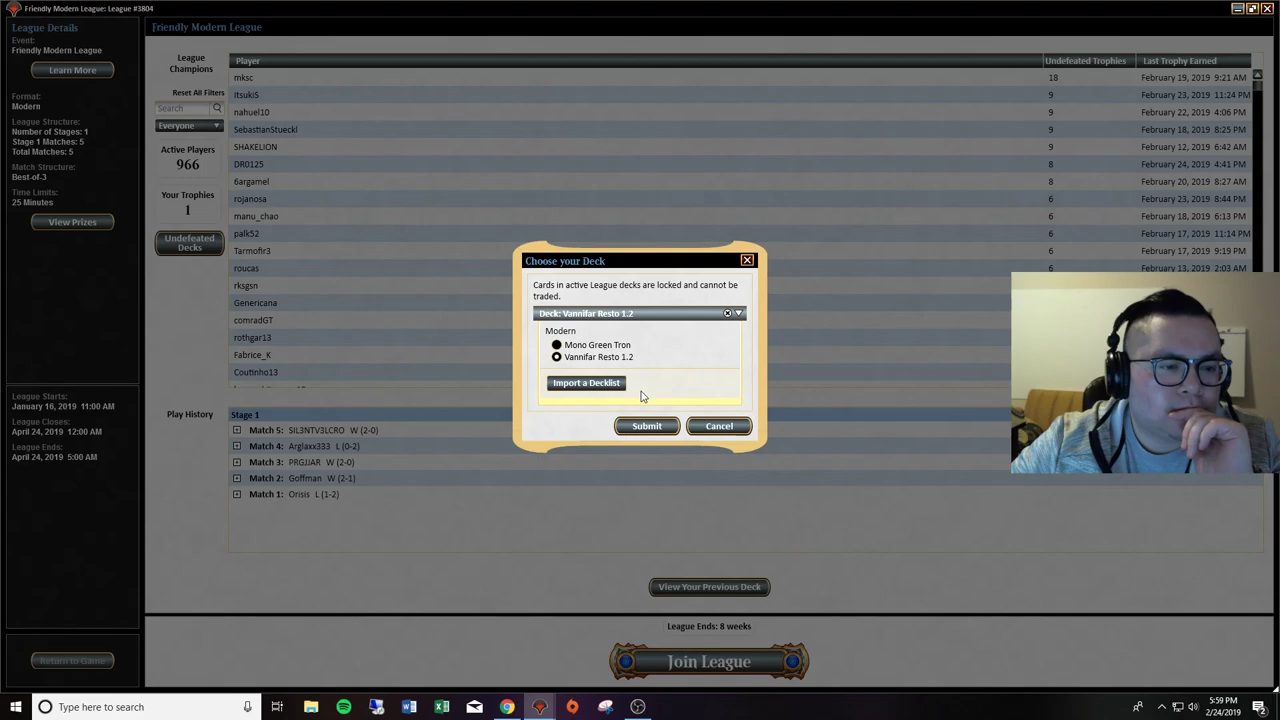 Friendly Modern League: League #3804
League Details
Event:
Friendly Modern League
Learn More
Format:
Modern
League Structure:
Number of Stages: 1
Stage 1 Matches: 5
Total Matches: 5
Match Structure:
Best-of-3
Time Limits:
25 Minutes
View Prizes
League Starts:
January 16, 2019 11:00 AM
League Closes:
April 24, 2019 12:00 AM
League Ends:
April 24, 2019 5:00 AM
Return to Game
Friendly Modern League
League
Champions
Reset All Filters
Search
Everyone
Active Players
966
Your Trophies
1
Undefeated
Decks
Player Undefeated Trophies Last Trophy Earned
mksc 18 February 19, 2019 9:21 AM
itsukiS 9 February 23, 2019 11:24 PM
nahuel10 9 February 22, 2019 4:06 PM
SebastianStueckl 9 February 18, 2019 8:25 AM
SHAKELION 9 February 12, 2019 6:42 AM
DR0125 8 February 24, 2019 4:41 PM
6argamel 8 February 20, 2019 8:27 AM
rojanosa 6 February 24, 2019 8:44 PM
manu_chao 6 February 18, 2019 6:13 PM
palk52 6 February 17, 2019 11:14 PM
Tarmofir3 6 February 17, 2019 9:19 PM
roucas 6 February 13, 2019 2:03 AM
rksgsn
Genericana
comradGT
rothgar13
Fabrice_K
Coutinho13
Choose your Deck
Cards in active League decks are locked and cannot be
traded.
Deck: Vannifar Resto 1.2
Modern
Mono Green Tron
Vannifar Resto 1.2
Import a Decklist
Submit Cancel
Play History
Stage 1
Match 5: SIL3NTV3LCRO W (2-0)
Match 4: Arglaxx333 L (0-2)
Match 3: PRGJJAR W (2-0)
Match 2: Goffman W (2-1)
Match 1: Orisis L (1-2)
View Your Previous Deck
League Ends: 8 weeks
Join League
Type here to search
5:59 PM
2/24/2019
2